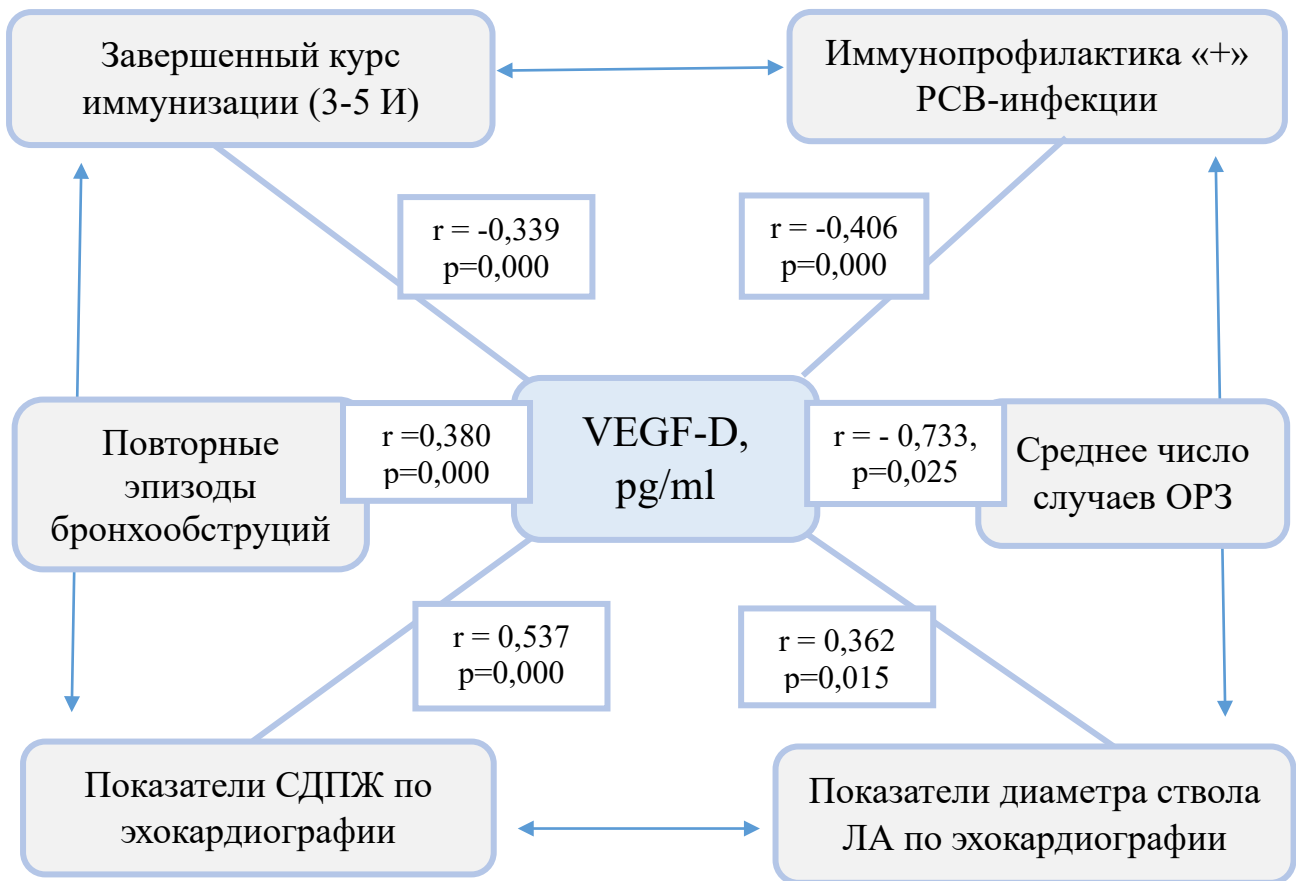 Завершенный курс
иммунизации (3-5 И)
Иммунопрофилактика «+»
РСВ-инфекции
r = -0,339
p=0,000
r = -0,406
p=0,000
Повторные
эпизоды
бронхообструций
r =0,380
p=0,000
VEGF-D,
pg/ml
r = - 0,733,
p=0,025
Среднее число
случаев ОРЗ
r = 0,537
p=0,000
r = 0,362
p=0,015
Показатели СДПЖ по
эхокардиографии
Показатели диаметра ствола
ЛА по эхокардиографии